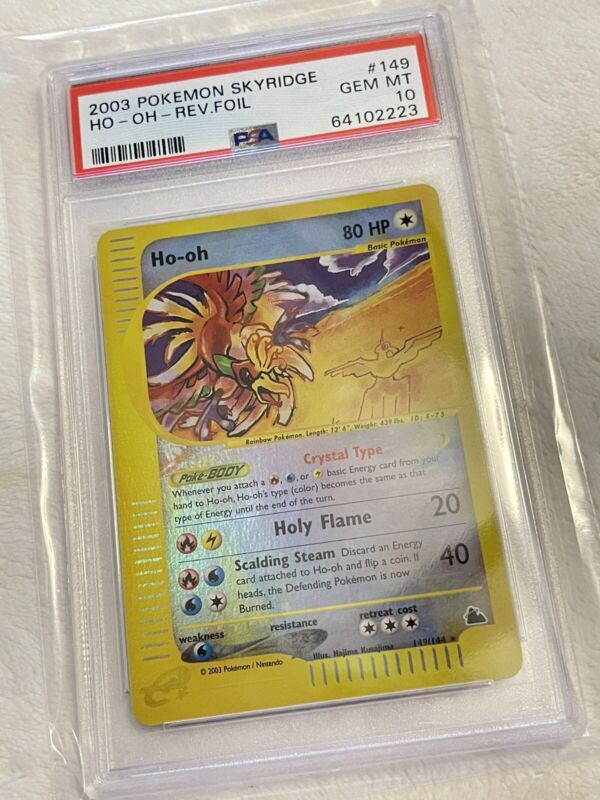 2003 POKEMON SKYRIDGE #149
HO - OH - REV.FOIL GEM MT
10
PSA 64102223
Ho-oh 80 HP
Basic Pokémon
Rainbow Pokémon. Length: 12' 6", Weight: 439 lbs. ID: E-75
Poké-BODY Crystal Type
Whenever you attach a , , or basic Energy card from your
hand to Ho-oh, Ho-oh's type (color) becomes the same as that
type of Energy until the end of the turn.
Holy Flame 20
Scalding Steam Discard an Energy
card attached to Ho-oh and flip a coin. If 40
heads, the Defending Pokémon is now
Burned.
weakness resistance retreat cost
Illus. Hajime Kusajima 149/144
© 2003 Pokémon / Nintendo